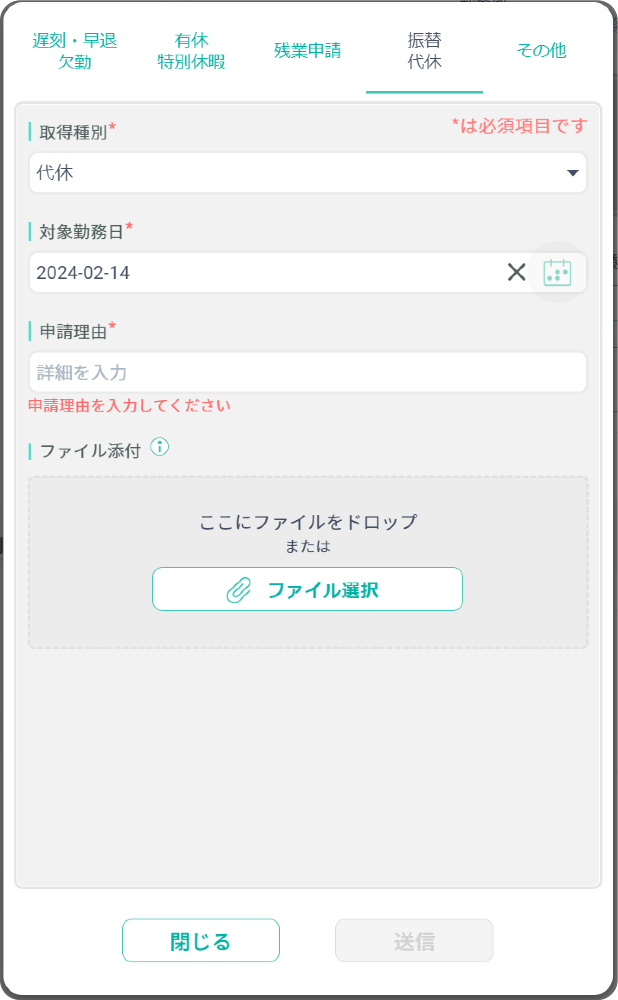 遅刻・早退
欠勤
有休
特別休暇
残業申請
振替
代休
その他
取得種別*
*は必須項目です
代休
対象勤務日*
2024-02-14
申請理由*
詳細を入力
申請理由を入力してください
ファイル添付
ここにファイルをドロップ
または
ファイル選択
閉じる
送信